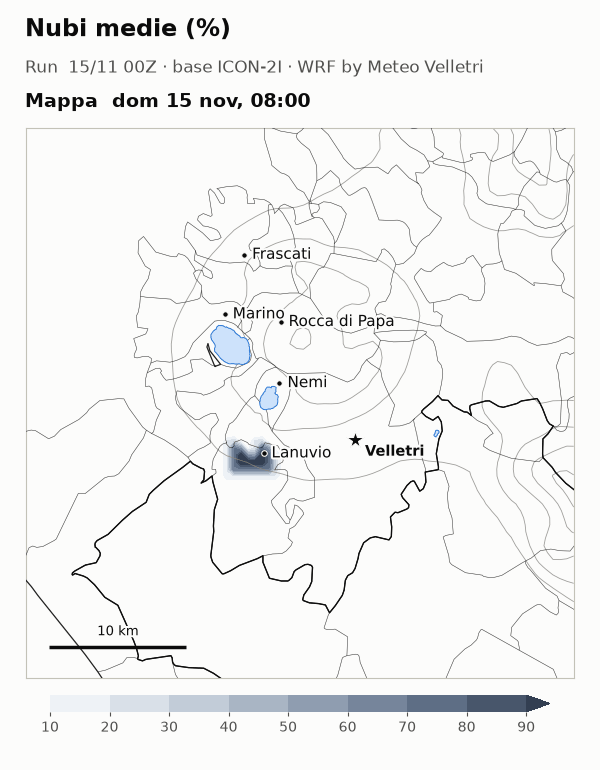 Nubi medie (%)
Run  15/11 00Z · base ICON-2I · WRF by Meteo Velletri
Mappa  dom 15 nov, 08:00
Frascati
Marino
Rocca di Papa
Nemi
Velletri
Lanuvio
10 km
10 20 30 40 50 60 70 80 90